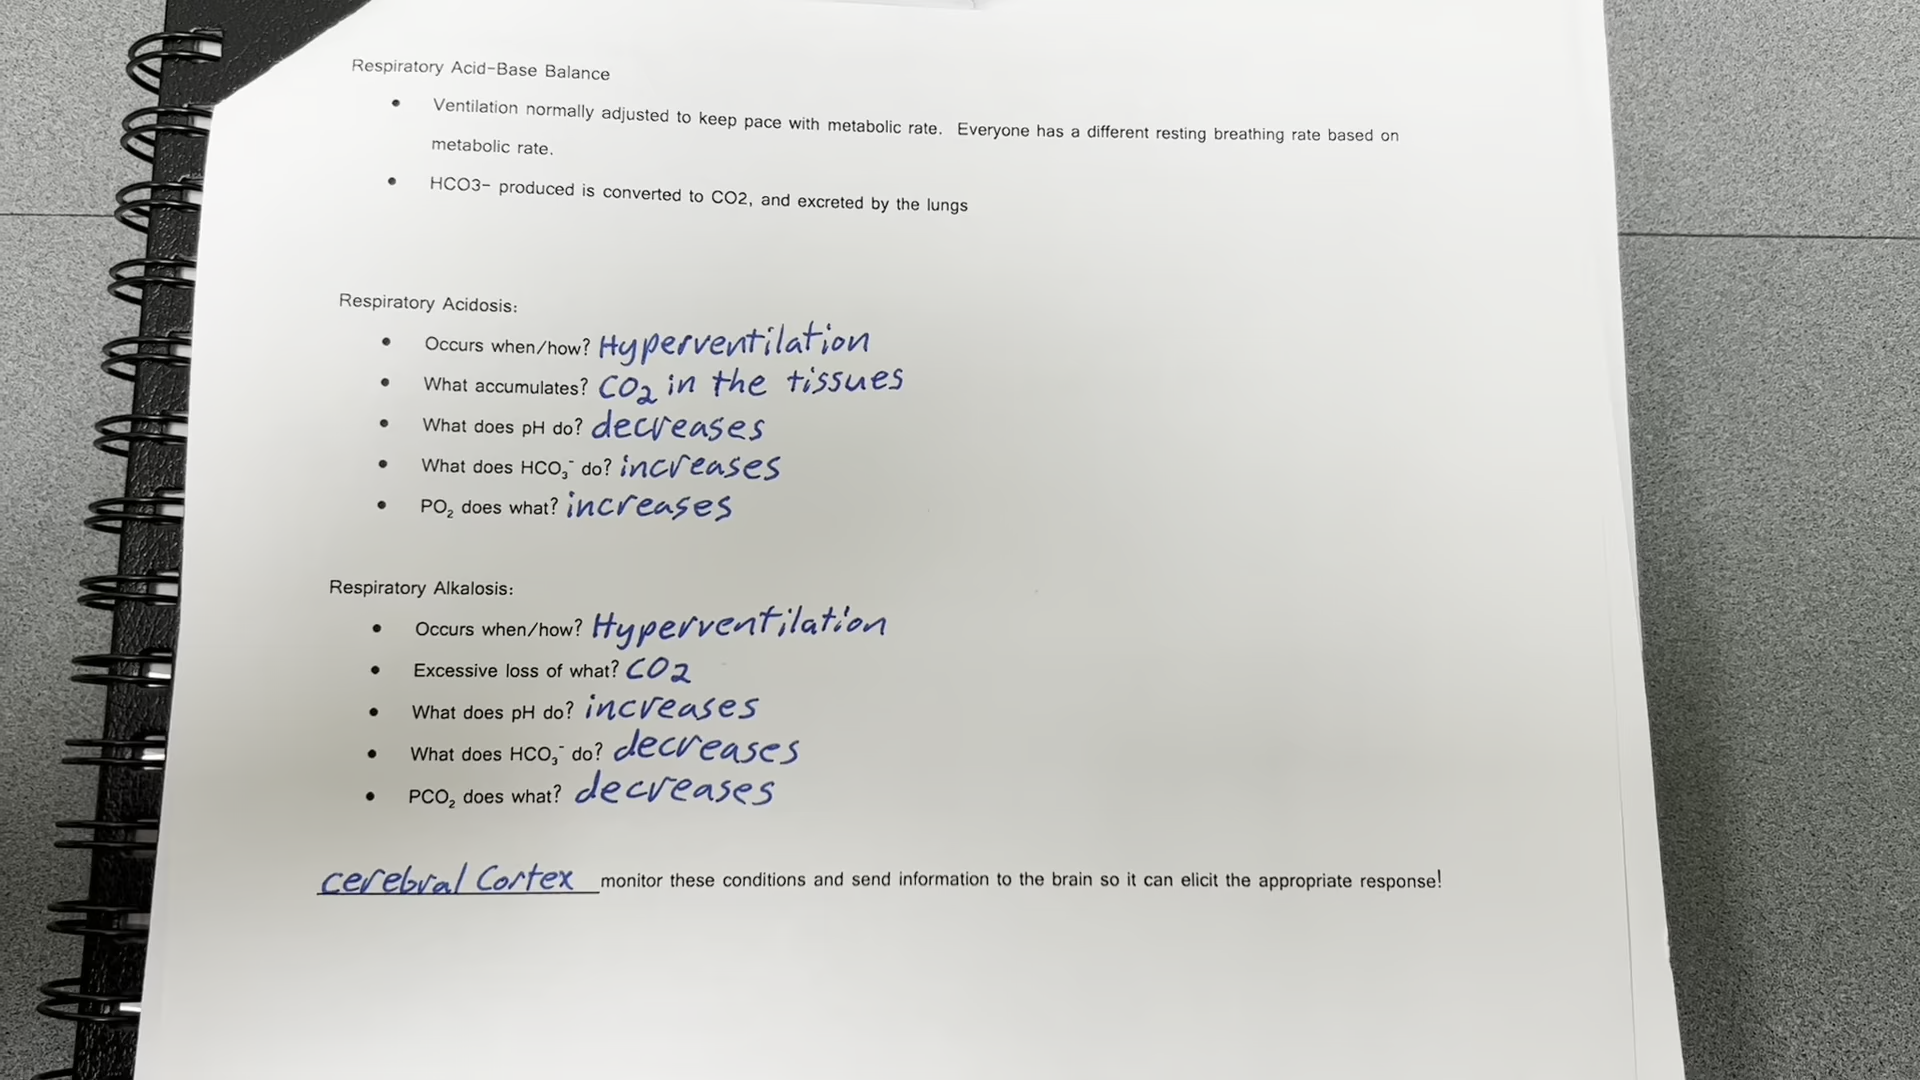 Respiratory Acid-Base Balance
• Ventilation normally adjusted to keep pace with metabolic rate. Everyone has a different resting breathing rate based on
metabolic rate.
• HCO3- produced is converted to CO2, and excreted by the lungs
Respiratory Acidosis:
• Occurs when/how? Hyperventilation
• What accumulates? CO2 in the tissues
• What does pH do? decreases
• What does HCO₃⁻ do? increases
• PO₂ does what? increases
Respiratory Alkalosis:
• Occurs when/how? Hyperventilation
• Excessive loss of what? CO2
• What does pH do? increases
• What does HCO₃⁻ do? decreases
• PCO₂ does what? decreases
cerebral Cortex monitor these conditions and send information to the brain so it can elicit the appropriate response!